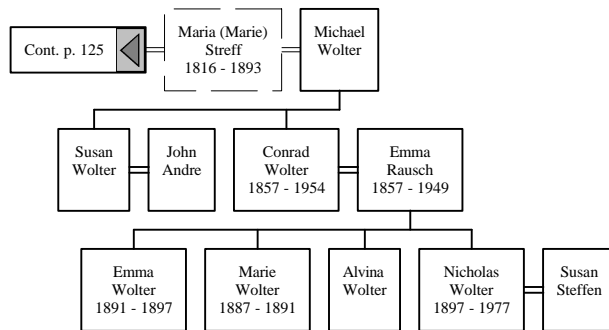 Cont. p. 125
Maria (Marie)
Streff
1816 - 1893
Michael
Wolter
Susan
Wolter
John
Andre
Conrad
Wolter
1857 - 1954
Emma
Rausch
1857 - 1949
Emma
Wolter
1891 - 1897
Marie
Wolter
1887 - 1891
Alvina
Wolter
Nicholas
Wolter
1897 - 1977
Susan
Steffen